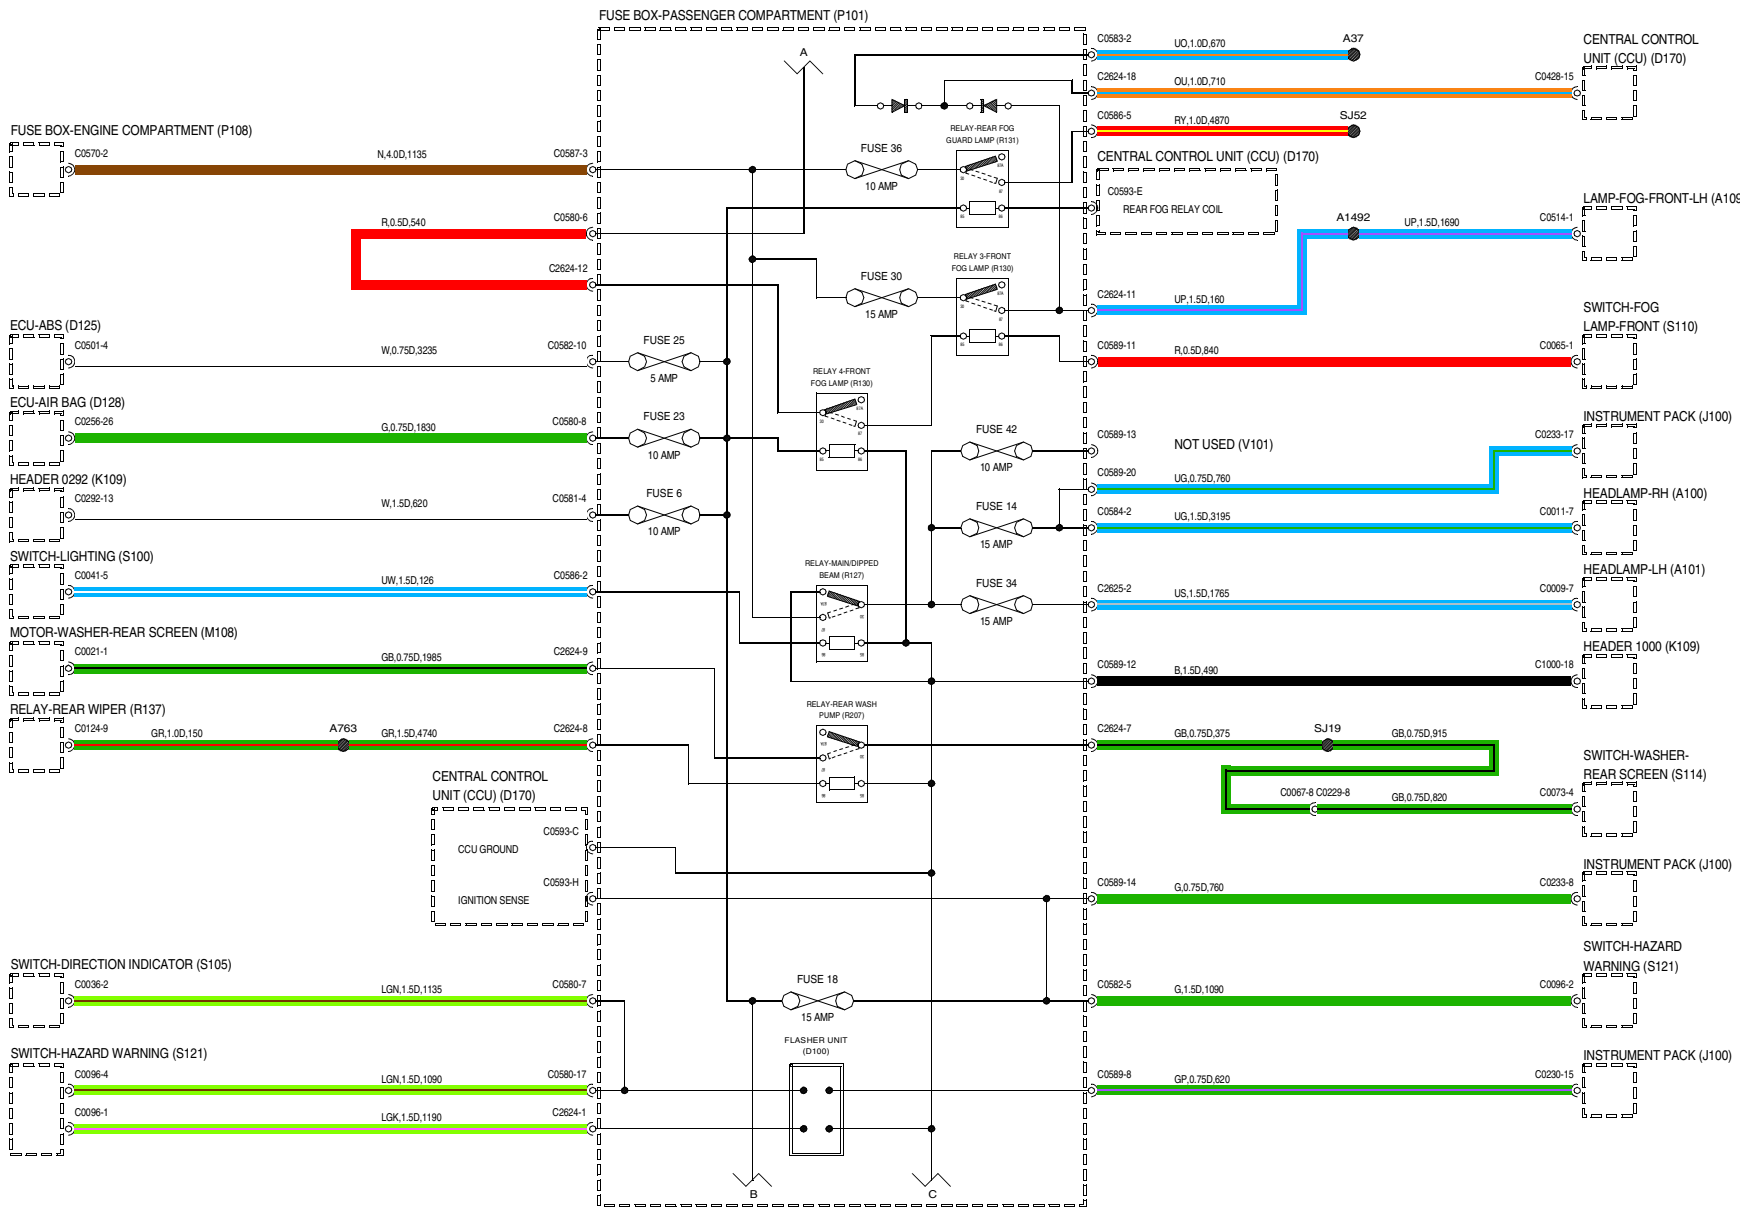 FUSE BOX-PASSENGER COMPARTMENT (P101)
A
C0583-2
UO,1.0D,670
A37
CENTRAL CONTROL
UNIT (CCU) (D170)
C2624-18
OU,1.0D,710
C0428-15
C0586-5
RY,1.0D,4870
SJ52
FUSE BOX-ENGINE COMPARTMENT (P108)
C0570-2
N,4.0D,1135
C0587-3
FUSE 36
10 AMP
RELAY-REAR FOG
GUARD LAMP (R131)
CENTRAL CONTROL UNIT (CCU) (D170)
C0593-E
REAR FOG RELAY COIL
R,0.5D,540
C0580-6
C2624-12
A1492
UP,1.5D,1690
C0514-1
LAMP-FOG-FRONT-LH (A109
FUSE 30
15 AMP
RELAY 3-FRONT
FOG LAMP (R130)
C2624-11
UP,1.5D,160
SWITCH-FOG
LAMP-FRONT (S110)
C0589-11
R,0.5D,840
C0065-1
ECU-ABS (D125)
C0501-4
W,0.75D,3235
C0582-10
FUSE 25
5 AMP
RELAY 4-FRONT
FOG LAMP (R130)
ECU-AIR BAG (D128)
C0256-26
G,0.75D,1830
C0580-8
FUSE 23
10 AMP
FUSE 42
10 AMP
C0589-13
NOT USED (V101)
INSTRUMENT PACK (J100)
C0233-17
C0589-20
UG,0.75D,760
HEADER 0292 (K109)
C0292-13
W,1.5D,620
C0581-4
FUSE 6
10 AMP
FUSE 14
15 AMP
C0584-2
UG,1.5D,3195
C0011-7
HEADLAMP-RH (A100)
SWITCH-LIGHTING (S100)
C0041-5
UW,1.5D,126
C0586-2
RELAY-MAIN/DIPPED
BEAM (R127)
FUSE 34
15 AMP
C2625-2
US,1.5D,1765
C0009-7
HEADLAMP-LH (A101)
MOTOR-WASHER-REAR SCREEN (M108)
C0021-1
GB,0.75D,1985
C2624-9
C0589-12
B,1.5D,490
C1000-18
HEADER 1000 (K109)
RELAY-REAR WIPER (R137)
C0124-9
GR,1.0D,150
A763
GR,1.5D,4740
C2624-8
RELAY-REAR WASH
PUMP (R207)
C2624-7
GB,0.75D,375
SJ19
GB,0.75D,915
C0067-8 C0229-8
GB,0.75D,820
C0073-4
SWITCH-WASHER-
REAR SCREEN (S114)
CENTRAL CONTROL
UNIT (CCU) (D170)
C0593-C
CCU GROUND
C0593-H
IGNITION SENSE
C0589-14
G,0.75D,760
C0233-8
INSTRUMENT PACK (J100)
SWITCH-DIRECTION INDICATOR (S105)
C0036-2
LGN,1.5D,1135
C0580-7
FUSE 18
15 AMP
C0582-5
G,1.5D,1090
C0096-2
SWITCH-HAZARD
WARNING (S121)
SWITCH-HAZARD WARNING (S121)
C0096-4
LGN,1.5D,1090
C0580-17
C0096-1
LGK,1.5D,1190
C2624-1
FLASHER UNIT
(D100)
C0589-8
GP,0.75D,620
C0230-15
INSTRUMENT PACK (J100)
B
C